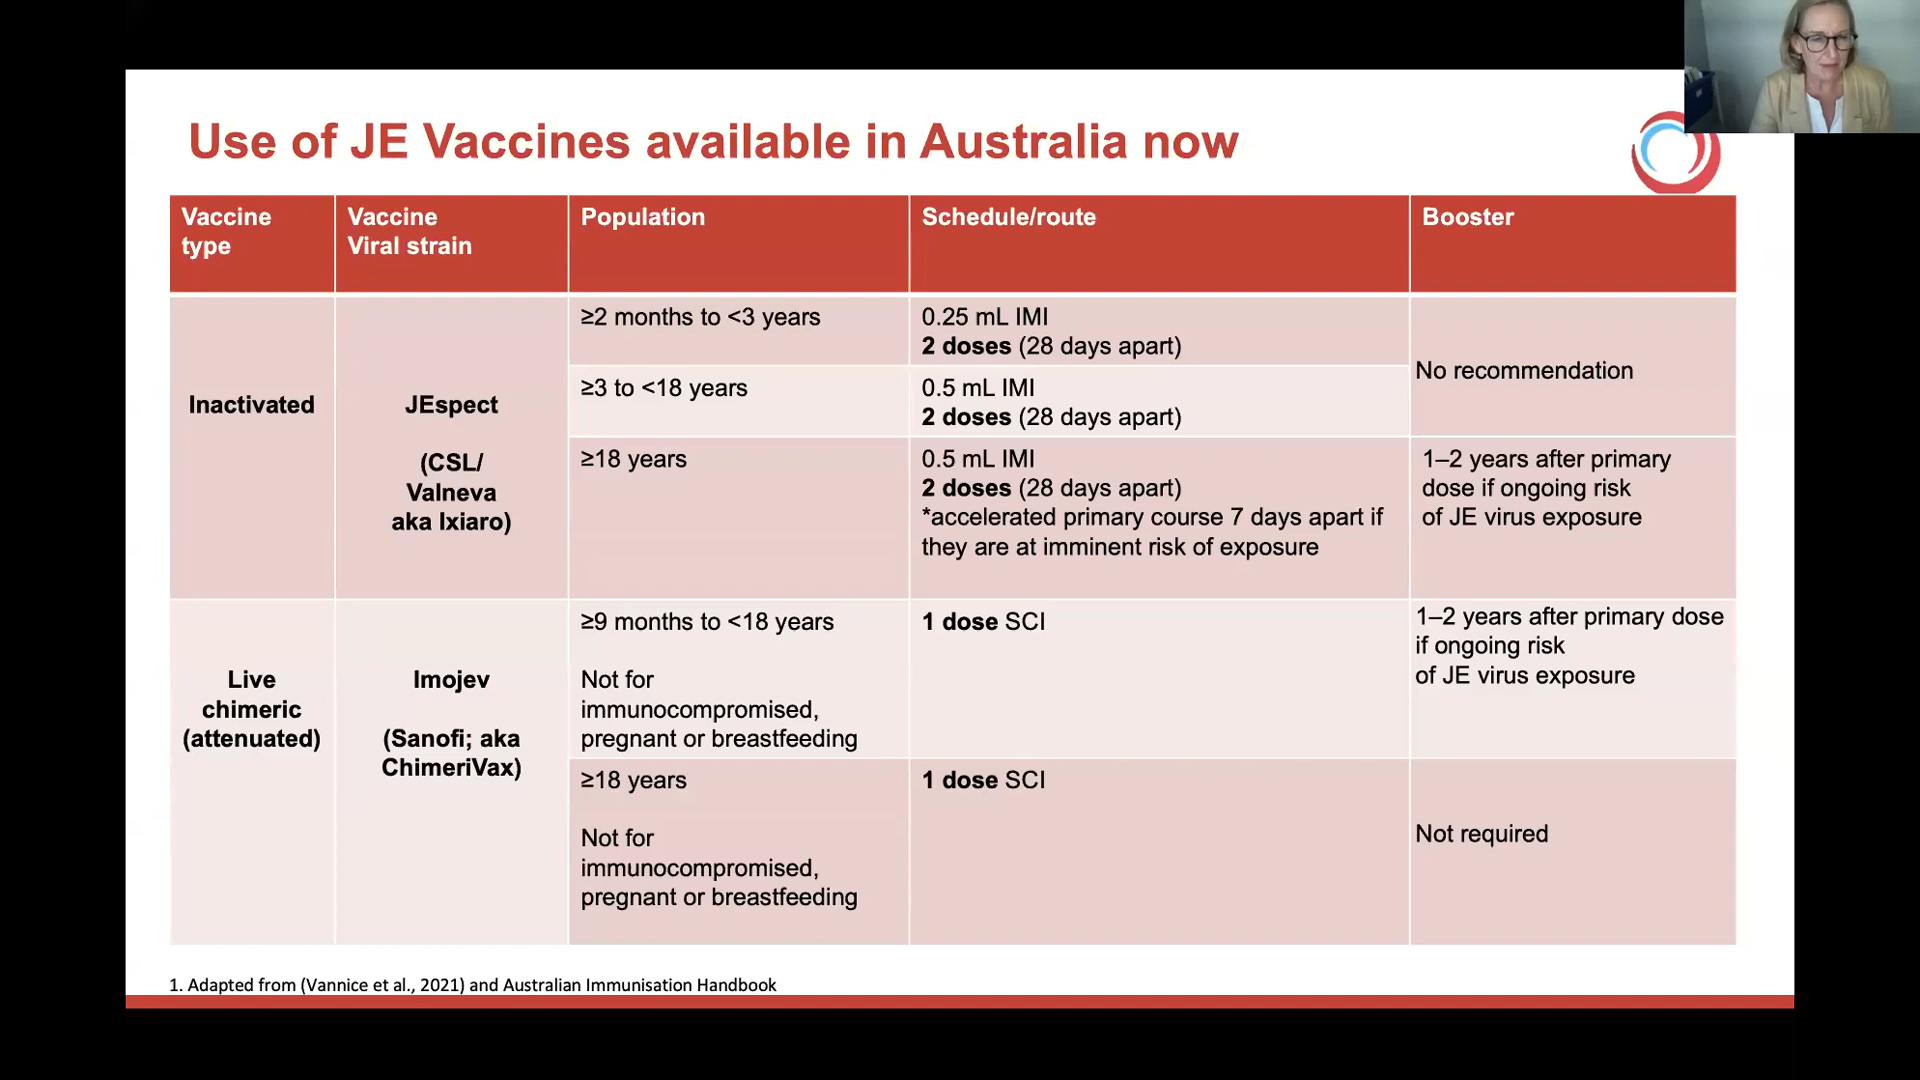 Use of JE Vaccines available in Australia now
Vaccine
type
Vaccine
Viral strain
Population
Schedule/route
Booster
Inactivated
JEspect
(CSL/
Valneva
aka Ixiaro)
≥2 months to <3 years
0.25 mL IMI
2 doses (28 days apart)
No recommendation
≥3 to <18 years
0.5 mL IMI
2 doses (28 days apart)
≥18 years
0.5 mL IMI
2 doses (28 days apart)
*accelerated primary course 7 days apart if
they are at imminent risk of exposure
1–2 years after primary
dose if ongoing risk
of JE virus exposure
Live
chimeric
(attenuated)
Imojev
(Sanofi; aka
ChimeriVax)
≥9 months to <18 years
Not for
immunocompromised,
pregnant or breastfeeding
1 dose SCI
1–2 years after primary dose
if ongoing risk
of JE virus exposure
≥18 years
Not for
immunocompromised,
pregnant or breastfeeding
1 dose SCI
Not required
1. Adapted from (Vannice et al., 2021) and Australian Immunisation Handbook